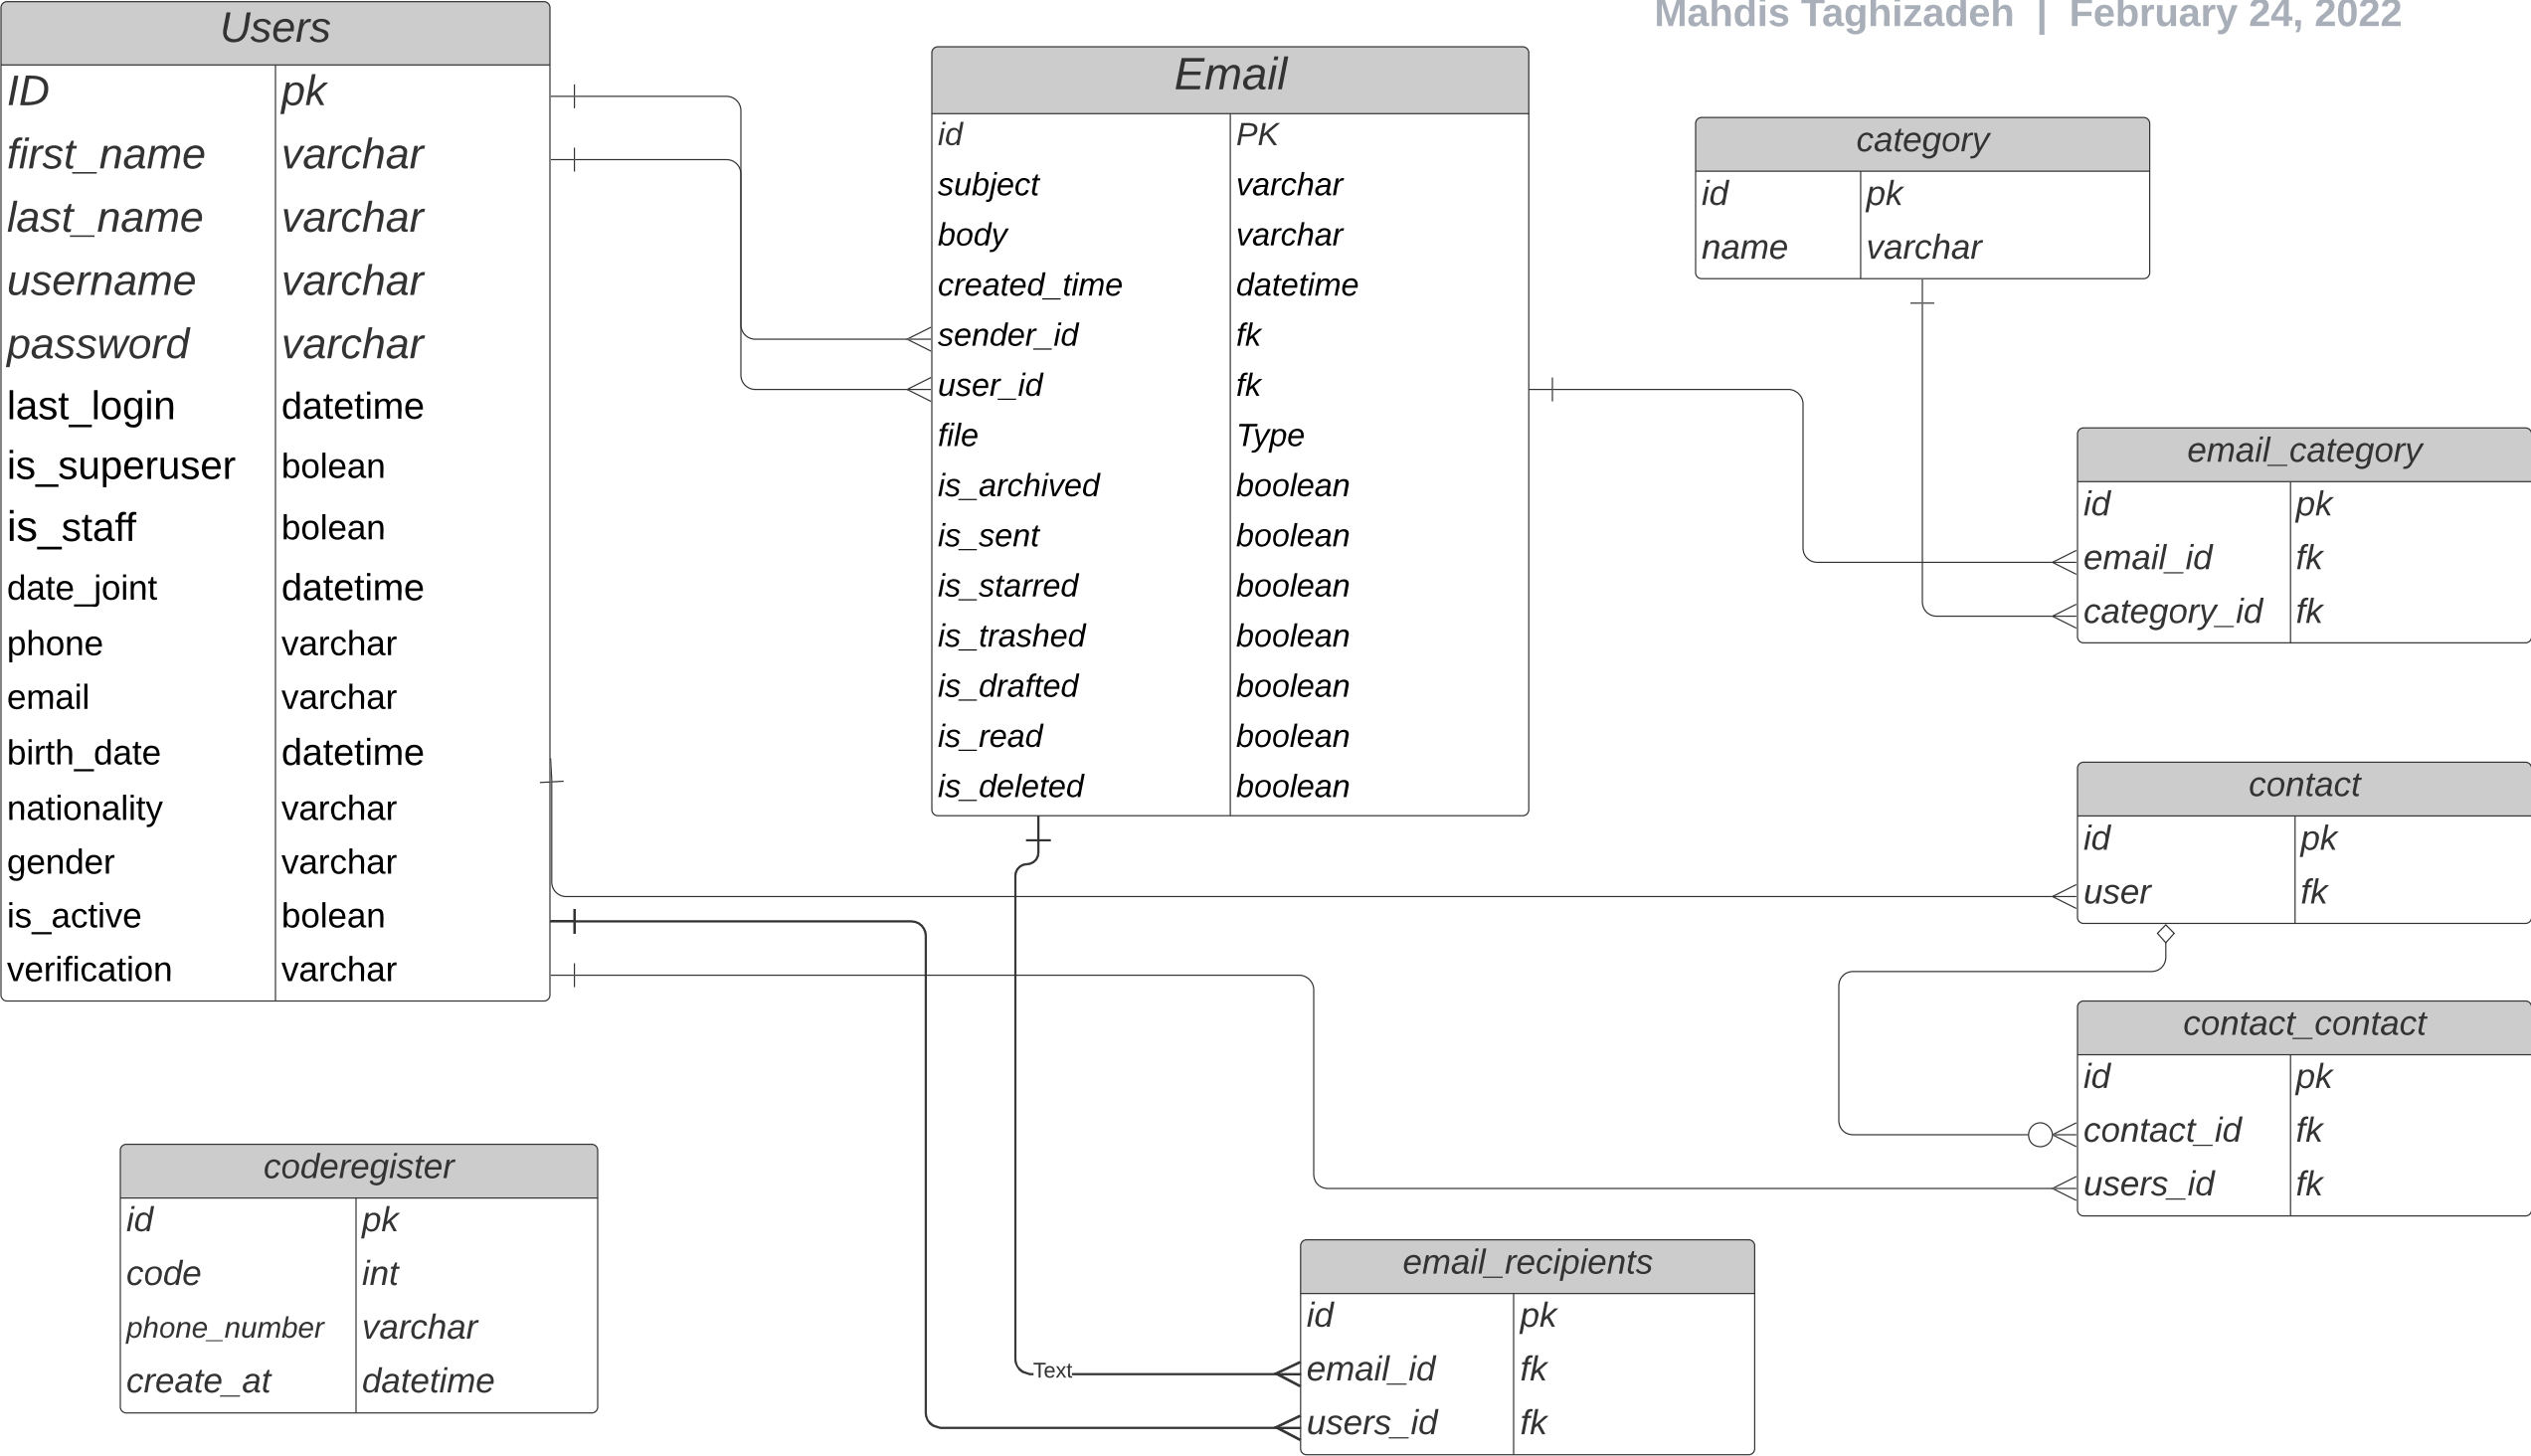 Mahdis Taghizadeh | February 24, 2022
Users
ID pk
first_name varchar
last_name varchar
username varchar
password varchar
last_login datetime
is_superuser bolean
is_staff bolean
date_joint datetime
phone varchar
email varchar
birth_date datetime
nationality varchar
gender varchar
is_active bolean
verification varchar
Email
id PK
subject varchar
body varchar
created_time datetime
sender_id fk
user_id fk
file Type
is_archived boolean
is_sent boolean
is_starred boolean
is_trashed boolean
is_drafted boolean
is_read boolean
is_deleted boolean
category
id pk
name varchar
email_category
id pk
email_id fk
category_id fk
contact
id pk
user fk
contact_contact
id pk
contact_id fk
users_id fk
coderegister
id pk
code int
phone_number varchar
create_at datetime
Text
email_recipients
id pk
email_id fk
users_id fk